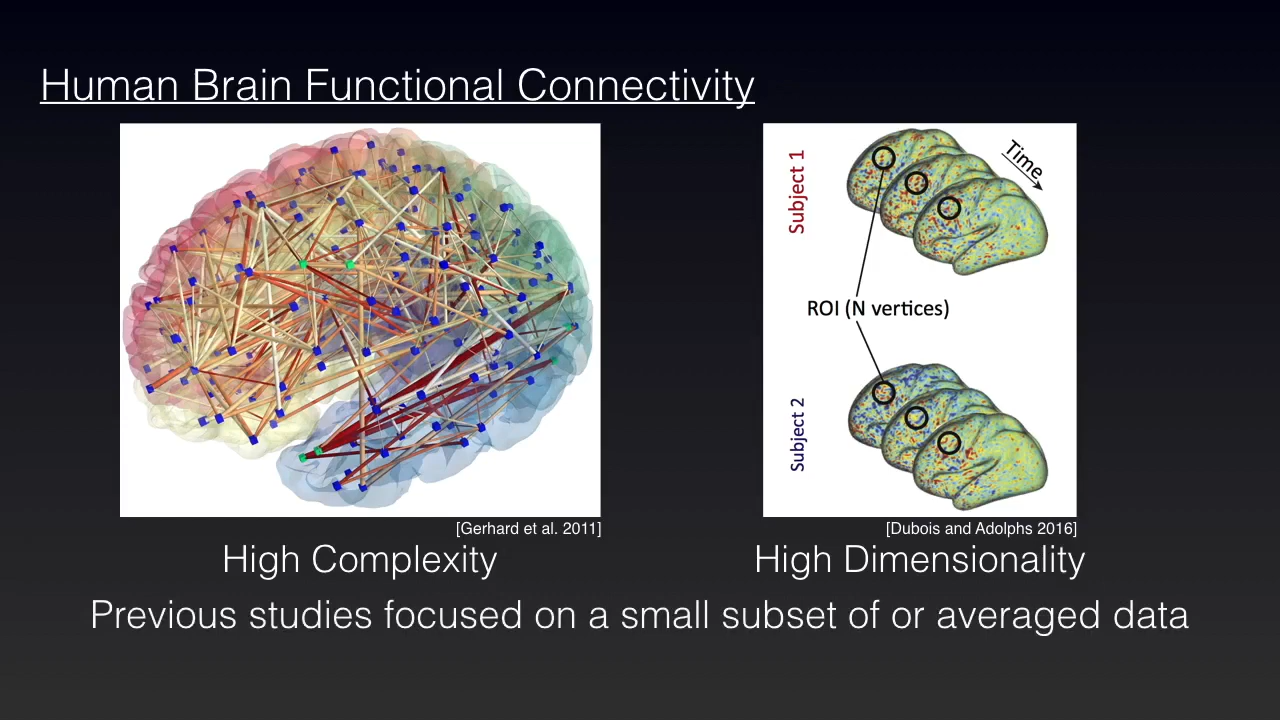 Human Brain Functional Connectivity
Subject 1
Time
ROI (N vertices)
Subject 2
[Gerhard et al. 2011]
[Dubois and Adolphs 2016]
High Complexity
High Dimensionality
Previous studies focused on a small subset of or averaged data